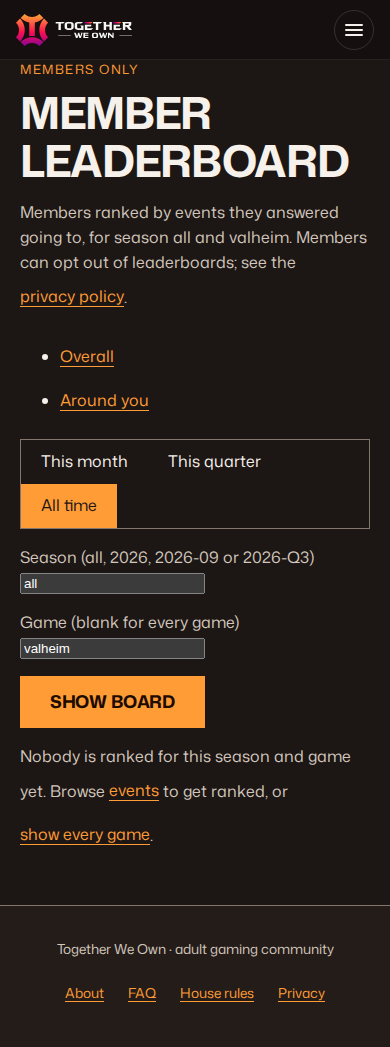 TOGETHER
WE OWN
MEMBERS ONLY
MEMBER
LEADERBOARD
Members ranked by events they answered
going to, for season all and valheim. Members
can opt out of leaderboards; see the
privacy policy.
Overall
Around you
This month This quarter
All time
Season (all, 2026, 2026-09 or 2026-Q3)
all
Game (blank for every game)
valheim
SHOW BOARD
Nobody is ranked for this season and game
yet. Browse events to get ranked, or
show every game.
Together We Own · adult gaming community
About FAQ House rules Privacy